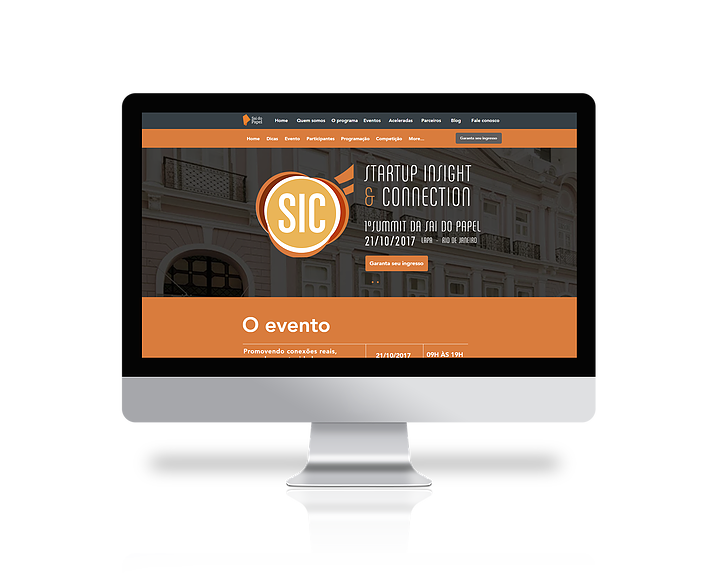 Sai do
Papel
Home Quem somos O programa Eventos Aceleradas Parceiros Blog Fale conosco
Home Dicas Evento Participantes Programação Competição More...
Garanta seu ingresso
SIC
STARTUP INSIGHT
& CONNECTION
1º SUMMIT DA SAI DO PAPEL
21/10/2017 LAPA - RIO DE JANEIRO
Garanta seu ingresso
O evento
Promovendo conexões reais,
21/10/2017
09H ÀS 19H